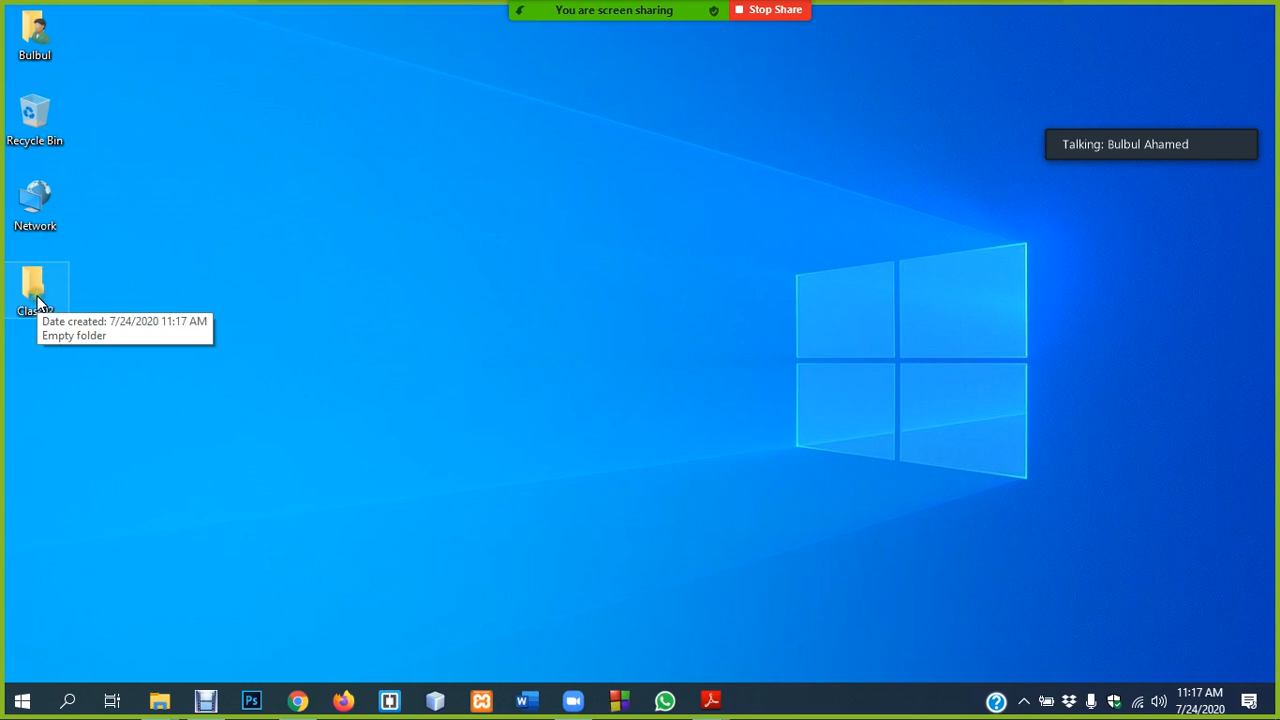 You are screen sharing
Stop Share
Bulbul
Recycle Bin
Talking: Bulbul Ahamed
Network
Date created: 7/24/2020 11:17 AM
Empty folder
Ps
W
11:17 AM
7/24/2020